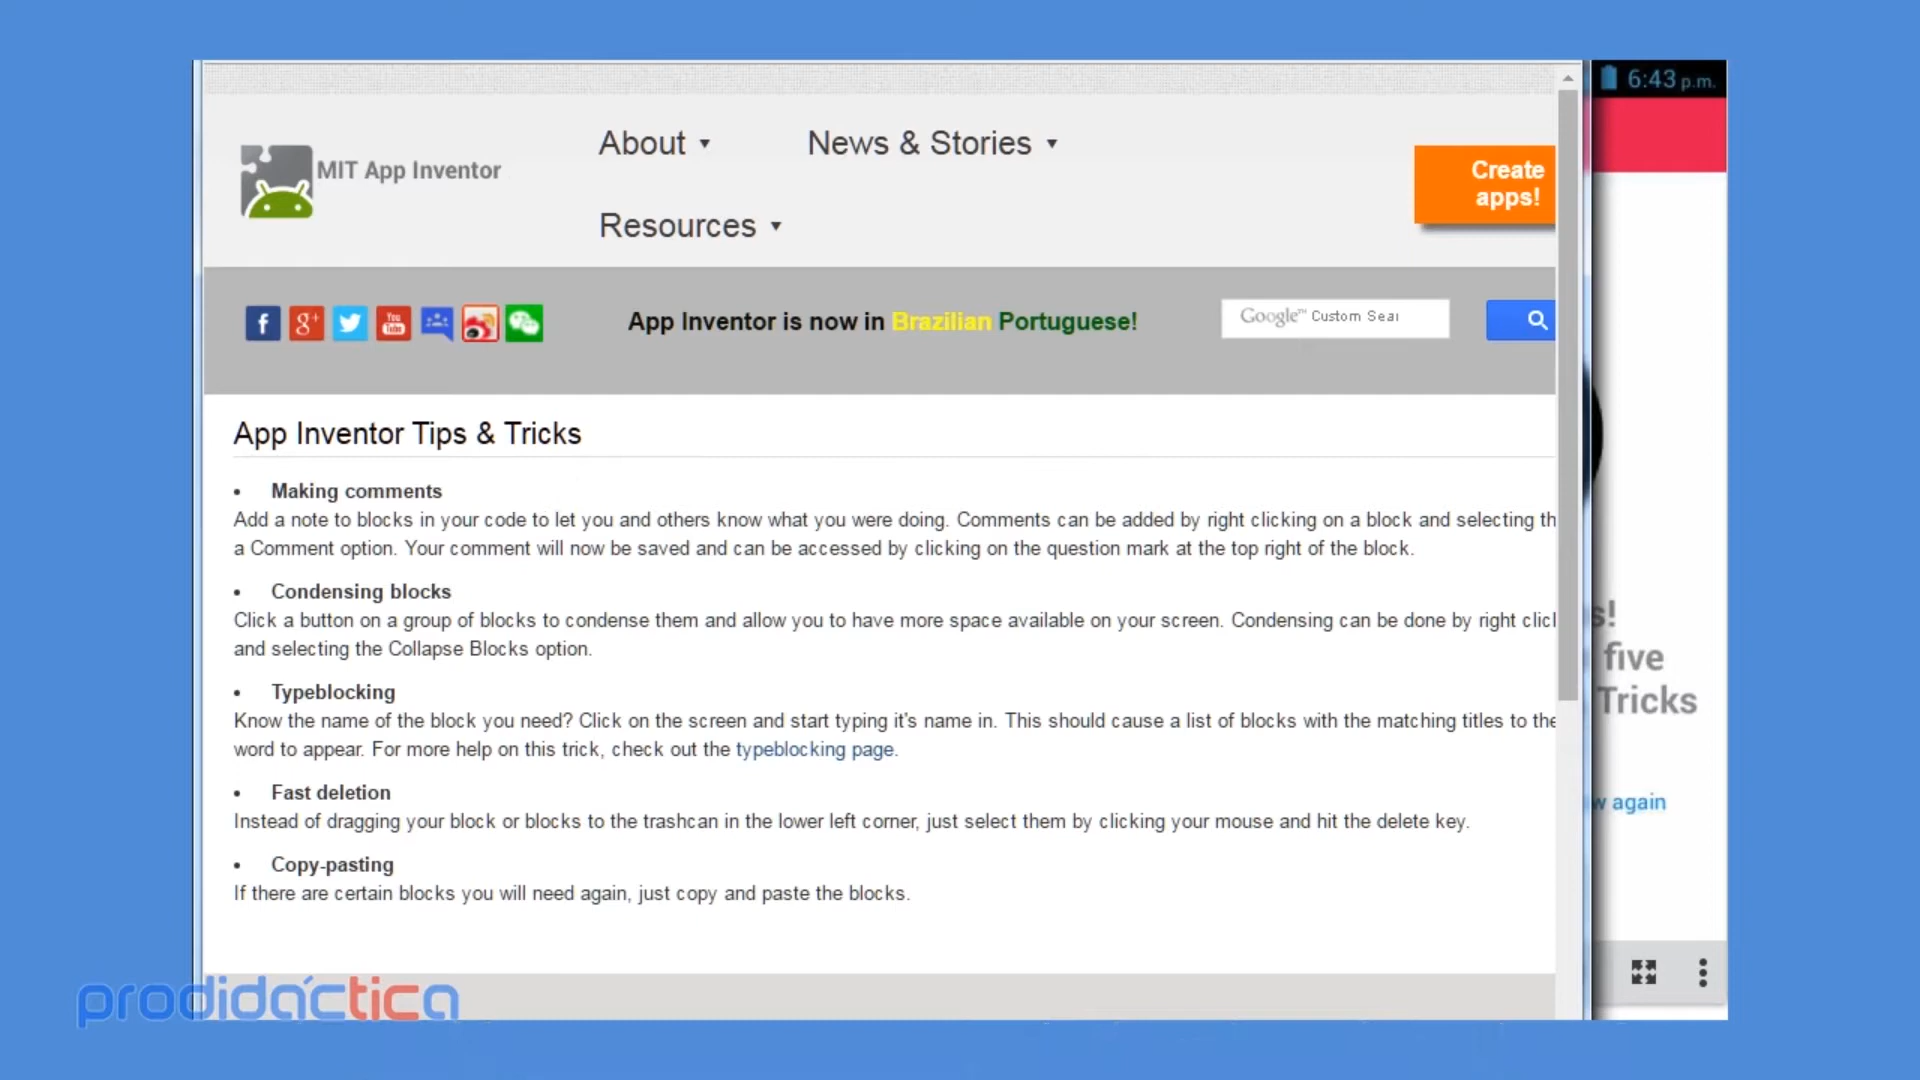 6:43 p.m.
About
News & Stories
MIT App Inventor
Create
apps!
Resources
App Inventor is now in Brazilian Portuguese!
Google™ Custom Sear
App Inventor Tips & Tricks
• Making comments
Add a note to blocks in your code to let you and others know what you were doing. Comments can be added by right clicking on a block and selecting th
a Comment option. Your comment will now be saved and can be accessed by clicking on the question mark at the top right of the block.
• Condensing blocks
Click a button on a group of blocks to condense them and allow you to have more space available on your screen. Condensing can be done by right clicl
and selecting the Collapse Blocks option.
• Typeblocking
Know the name of the block you need? Click on the screen and start typing it's name in. This should cause a list of blocks with the matching titles to the
word to appear. For more help on this trick, check out the typeblocking page.
• Fast deletion
Instead of dragging your block or blocks to the trashcan in the lower left corner, just select them by clicking your mouse and hit the delete key.
• Copy-pasting
If there are certain blocks you will need again, just copy and paste the blocks.
s!
five
Tricks
w again
prodidáctica